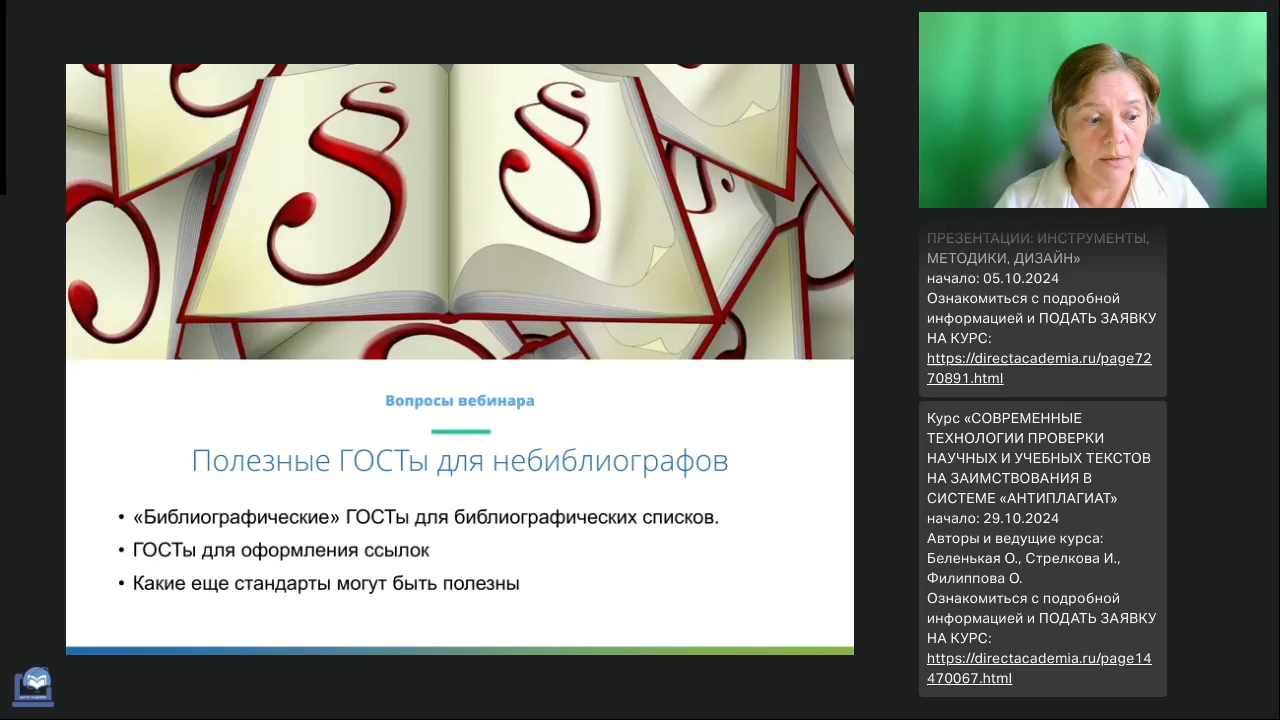 Вопросы вебинара
Полезные ГОСТы для небиблиографов
• «Библиографические» ГОСТы для библиографических списков.
• ГОСТы для оформления ссылок
• Какие еще стандарты могут быть полезны
ПРЕЗЕНТАЦИИ: ИНСТРУМЕНТЫ,
МЕТОДИКИ, ДИЗАЙН»
начало: 05.10.2024
Ознакомиться с подробной
информацией и ПОДАТЬ ЗАЯВКУ
НА КУРС:
https://directacademia.ru/page72
70891.html
Курс «СОВРЕМЕННЫЕ
ТЕХНОЛОГИИ ПРОВЕРКИ
НАУЧНЫХ И УЧЕБНЫХ ТЕКСТОВ
НА ЗАИМСТВОВАНИЯ В
СИСТЕМЕ «АНТИПЛАГИАТ»
начало: 29.10.2024
Авторы и ведущие курса:
Беленькая О., Стрелкова И.,
Филиппова О.
Ознакомиться с подробной
информацией и ПОДАТЬ ЗАЯВКУ
НА КУРС:
https://directacademia.ru/page14
470067.html